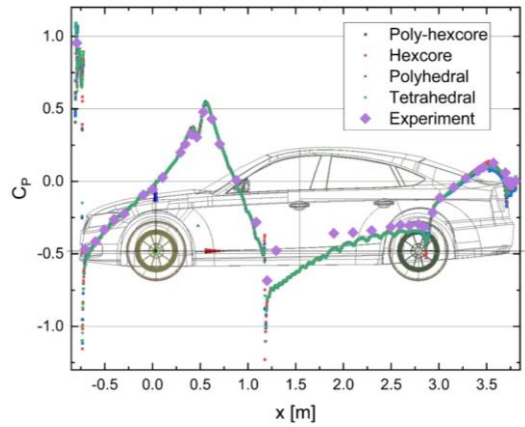 Poly-hexcore
Hexcore
Polyhedral
Tetrahedral
Experiment
1.0
0.5
0.0
-0.5
-1.0
CP
-0.5 0.0 0.5 1.0 1.5 2.0 2.5 3.0 3.5
x [m]